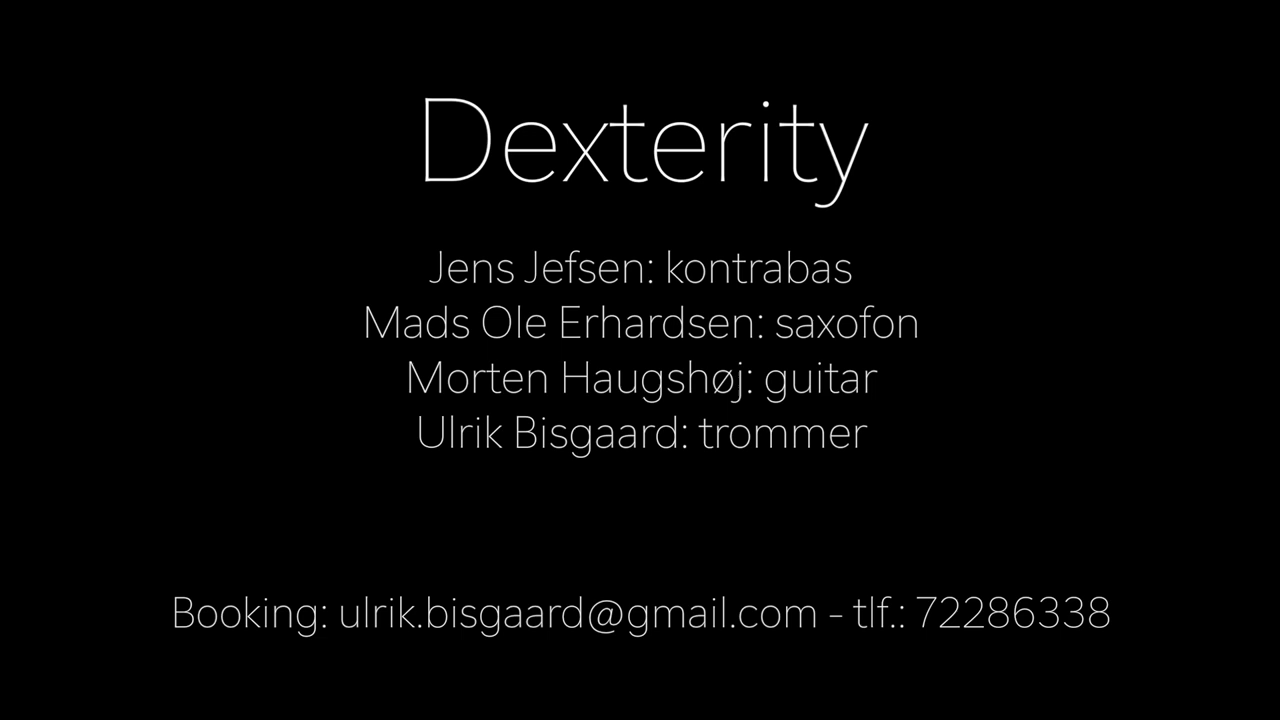 Dexterity
Jens Jefsen: kontrabas
Mads Ole Erhardsen: saxofon
Morten Haugshøj: guitar
Ulrik Bisgaard: trommer
Booking: ulrik.bisgaard@gmail.com - tlf.: 72286338